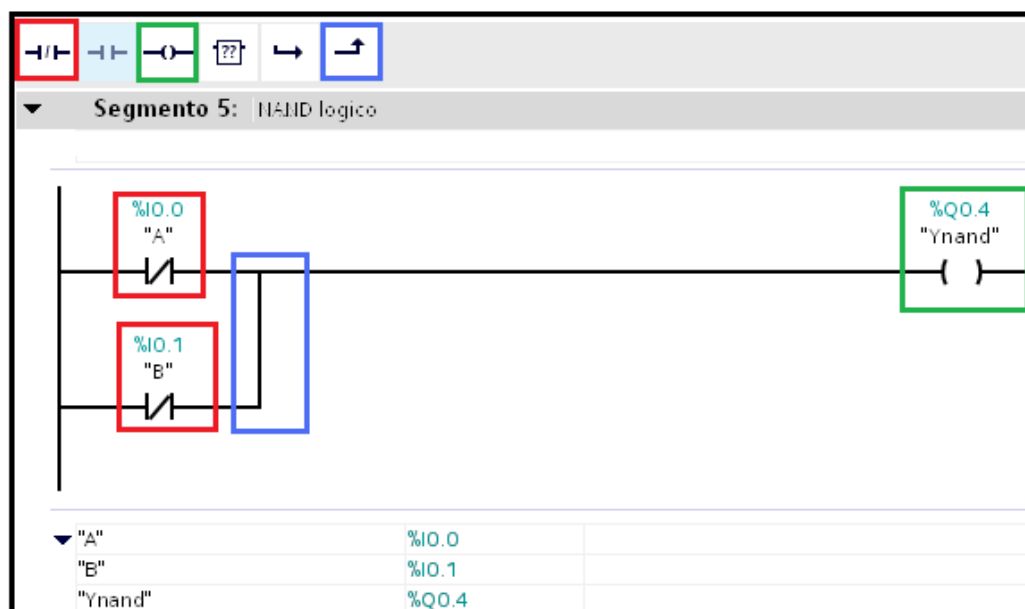 ??
Segmento 5: NAND logico
%I0.0
"A"
%Q0.4
"Ynand"
%I0.1
"B"
"A" %I0.0
"B" %I0.1
"Ynand" %Q0.4